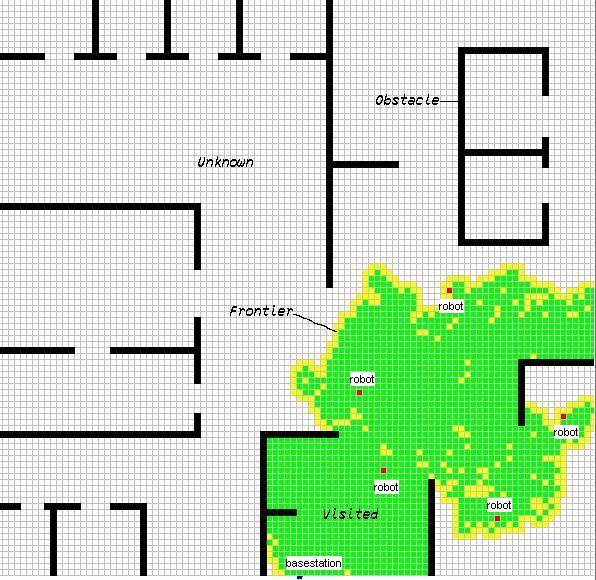 Obstacle
Unknown
robot
Frontier
robot
robot
robot
robot
Visited
basestation